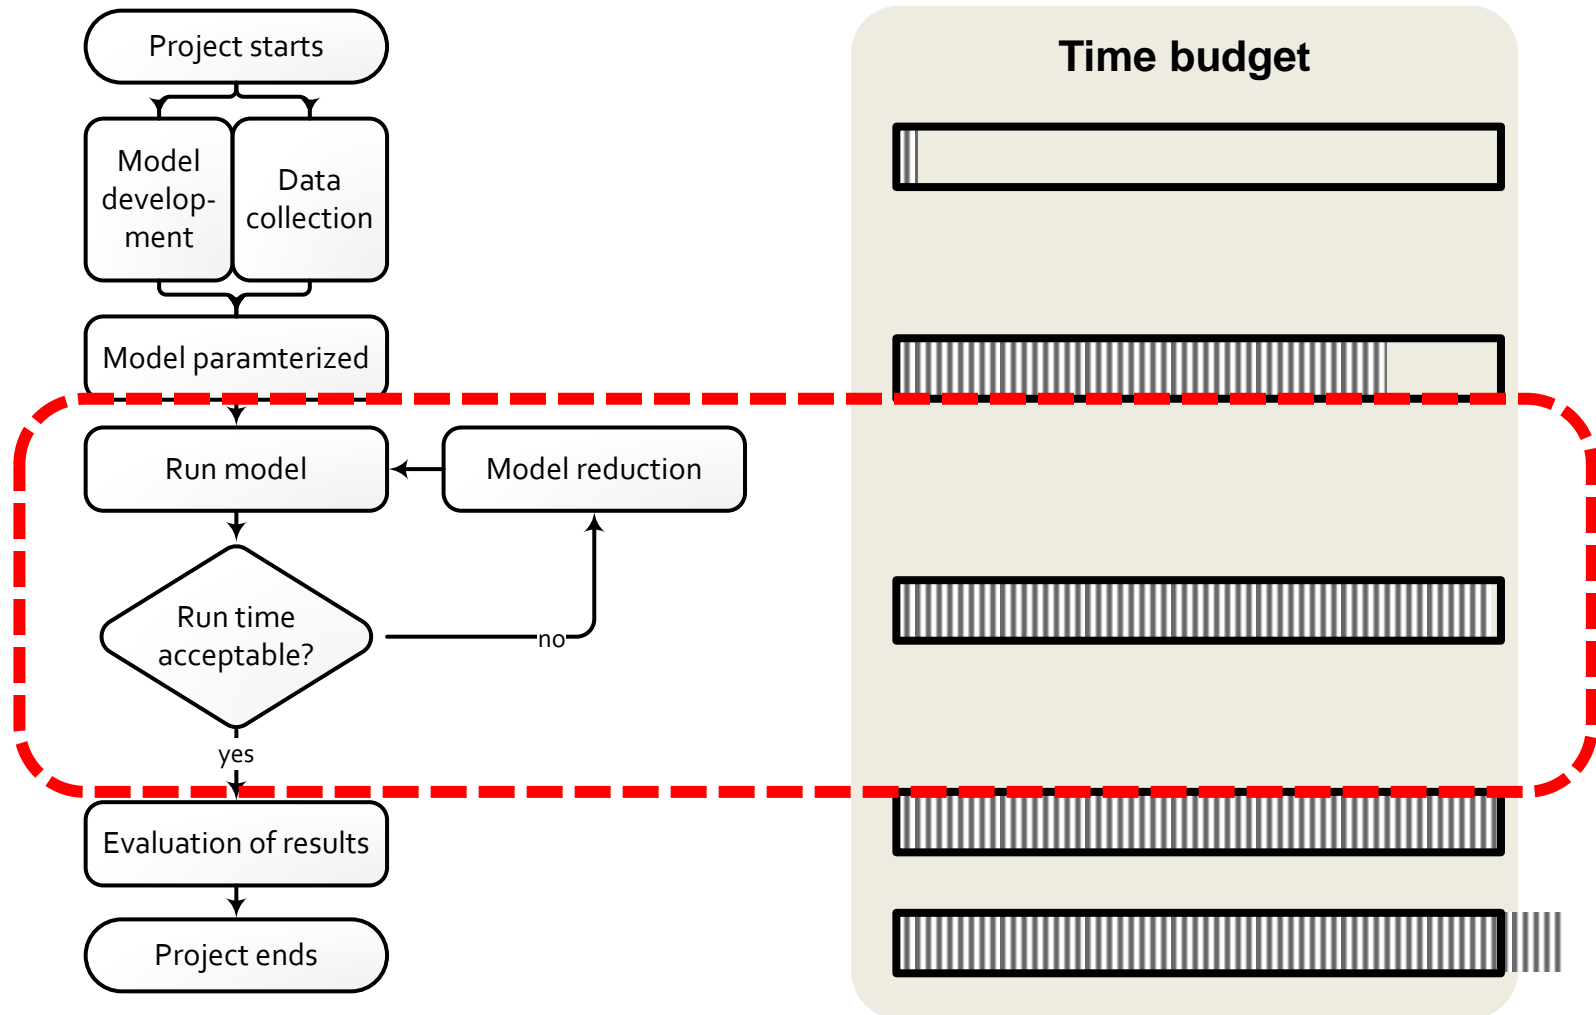 Project starts
Time budget
Model
develop-
ment
Data
collection
Model paramterized
Run model
Model reduction
Run time
acceptable?
no
yes
Evaluation of results
Project ends